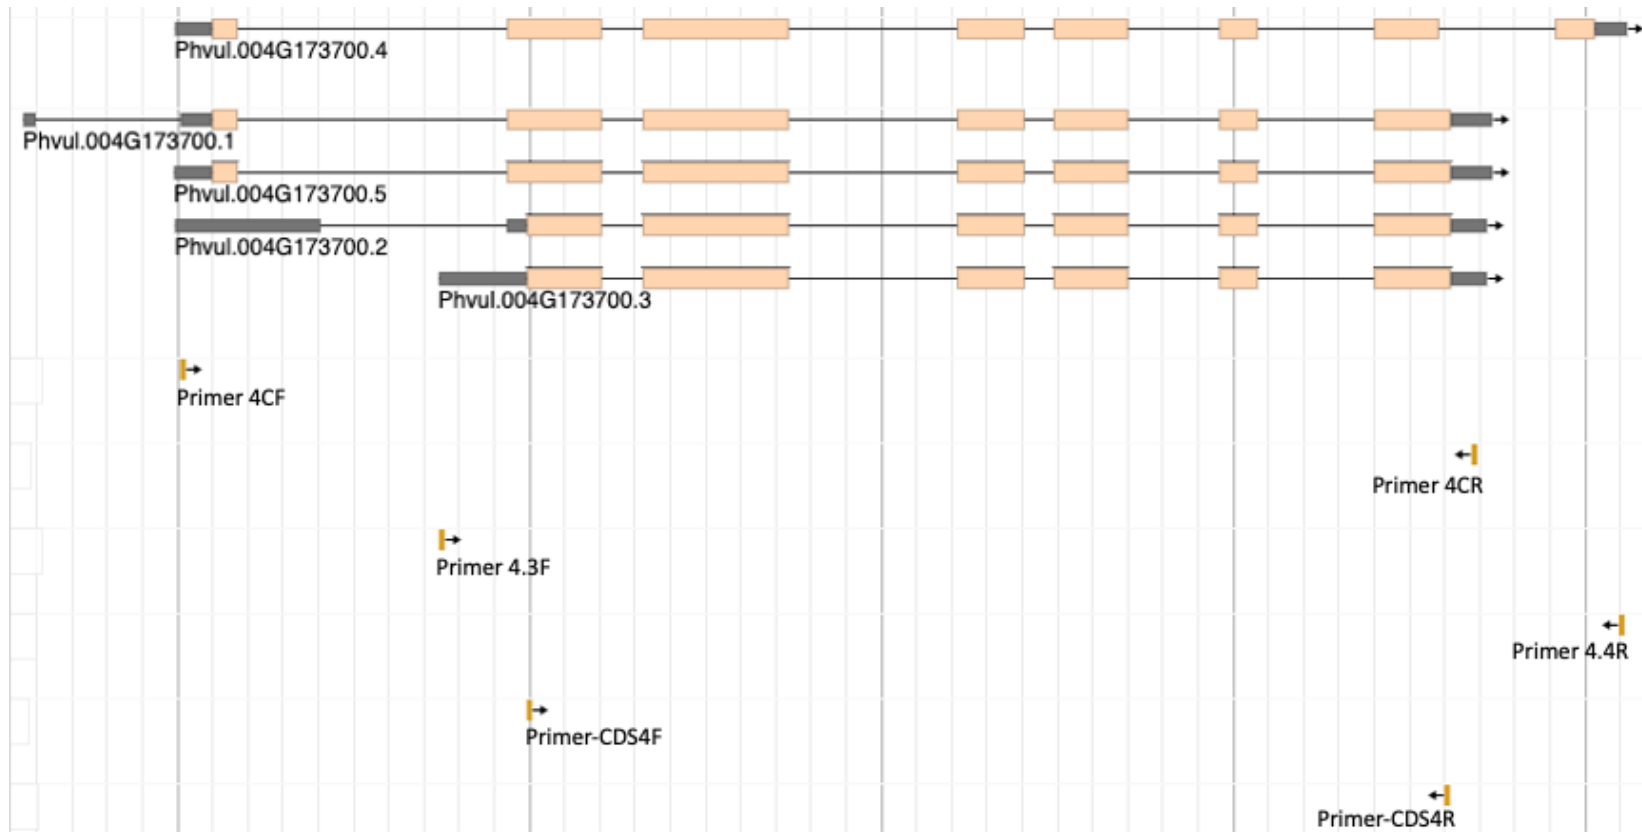 Phvul.004G173700.4
Phvul.004G173700.1
Phvul.004G173700.5
Phvul.004G173700.2
Phvul.004G173700.3
Primer 4CF
Primer 4CR
Primer 4.3F
Primer 4.4R
Primer-CDS4F
Primer-CDS4R